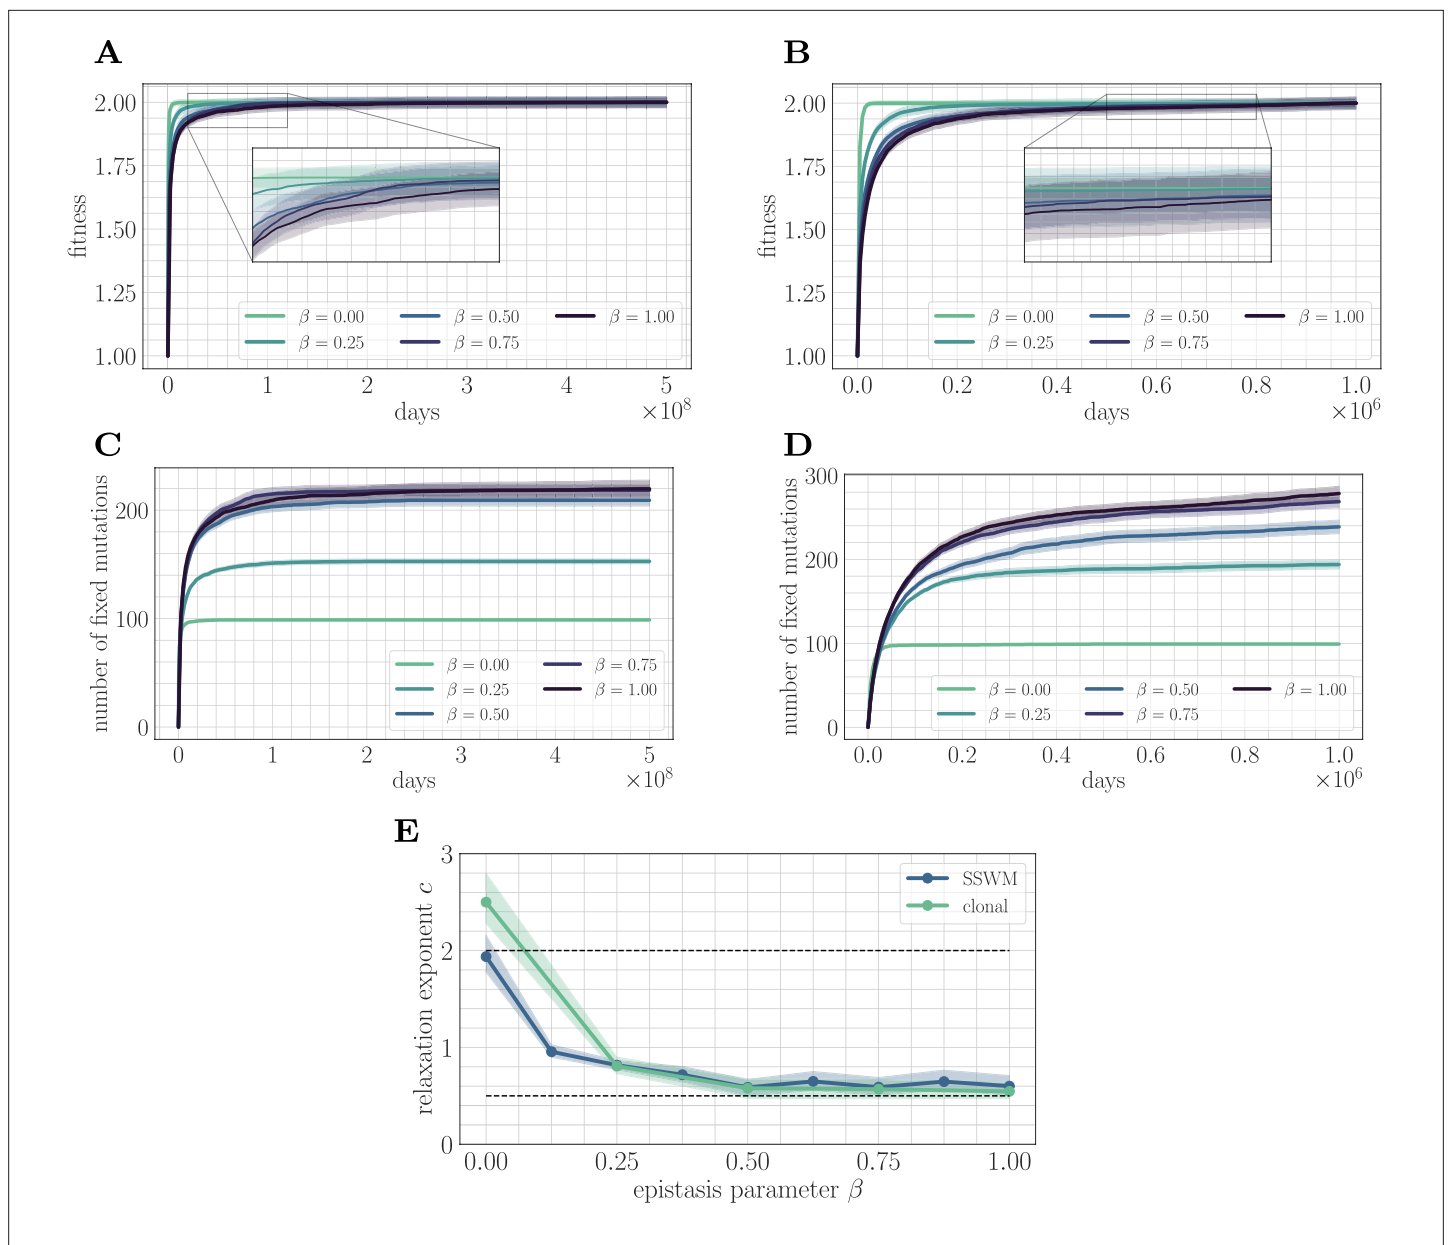 A
2.00
1.75
1.50
1.25
1.00
fitness
β = 0.00
β = 0.50
β = 1.00
β = 0.25
β = 0.75
0 1 2 3 4 5
days
×10⁸
B
2.00
1.75
1.50
1.25
1.00
fitness
β = 0.00
β = 0.50
β = 1.00
β = 0.25
β = 0.75
0.0 0.2 0.4 0.6 0.8 1.0
days
×10⁶
C
200
100
0
number of fixed mutations
β = 0.00
β = 0.75
β = 0.25
β = 1.00
β = 0.50
0 1 2 3 4 5
days
×10⁸
D
300
200
100
0
number of fixed mutations
β = 0.00
β = 0.50
β = 1.00
β = 0.25
β = 0.75
0.0 0.2 0.4 0.6 0.8 1.0
days
×10⁶
E
3
2
1
0
relaxation exponent c
SSWM
clonal
0.00 0.25 0.50 0.75 1.00
epistasis parameter β